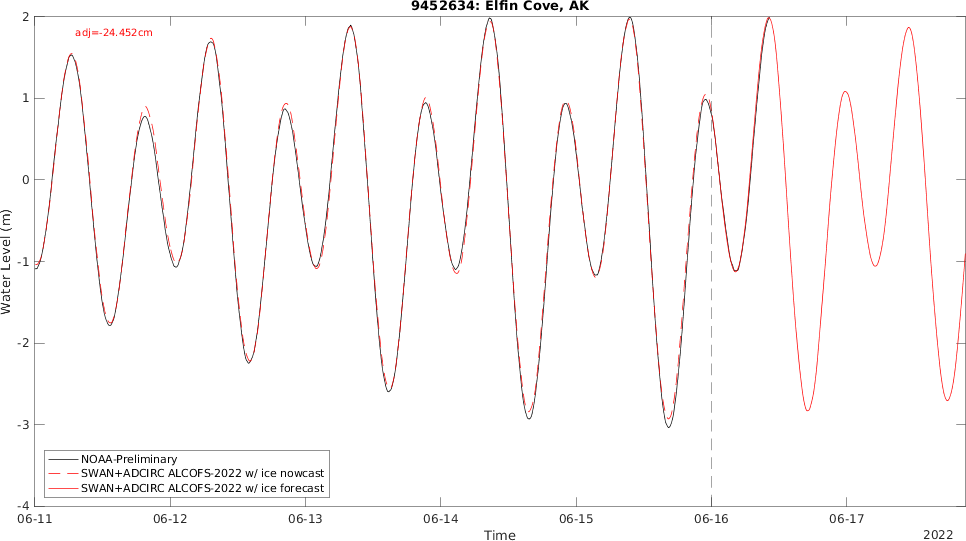 9452634: Elfin Cove, AK
adj=-24.452cm
2
1
0
-1
-2
-3
-4
Water Level (m)
NOAA-Preliminary
SWAN+ADCIRC ALCOFS-2022 w/ ice nowcast
SWAN+ADCIRC ALCOFS-2022 w/ ice forecast
06-11 06-12 06-13 06-14 06-15 06-16 06-17
Time
2022